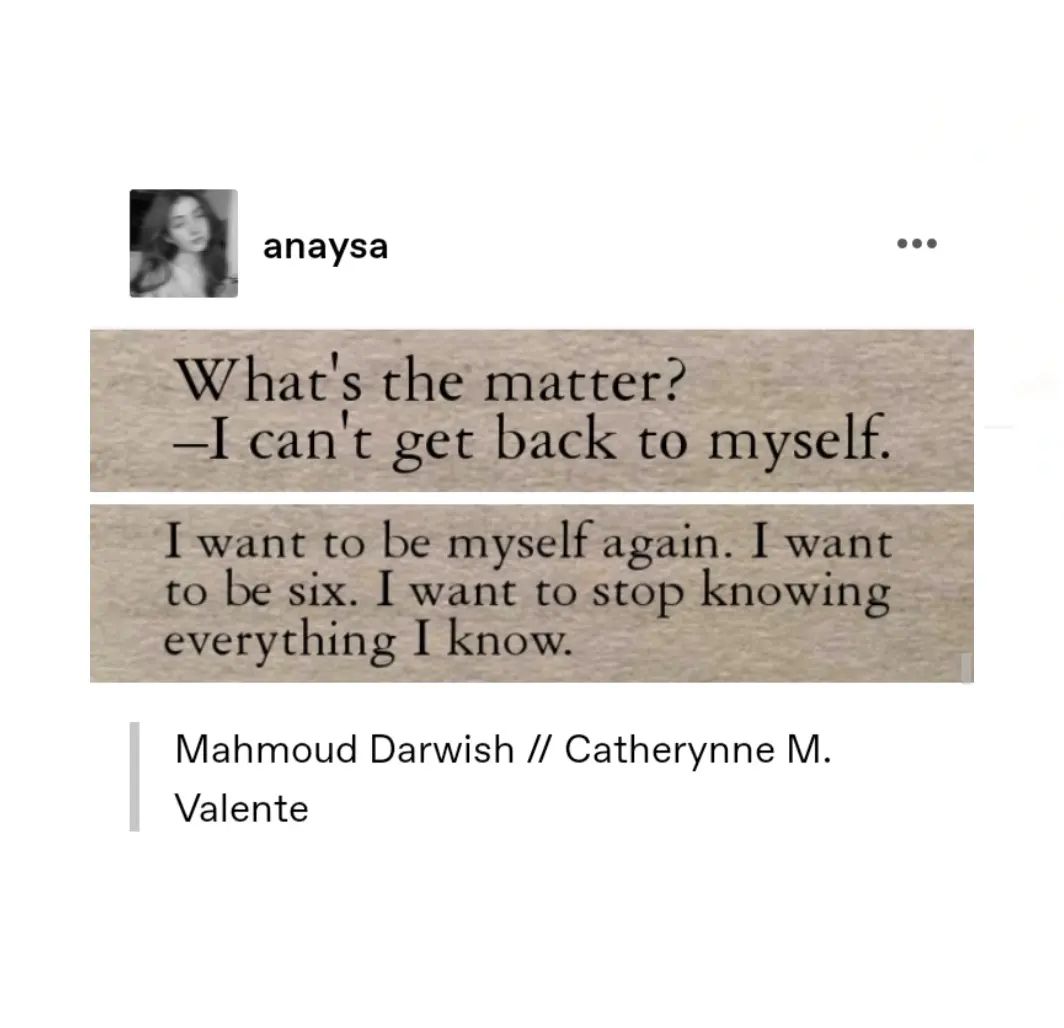 anaysa
What's the matter?
—I can't get back to myself.
I want to be myself again. I want
to be six. I want to stop knowing
everything I know.
Mahmoud Darwish // Catherynne M.
Valente